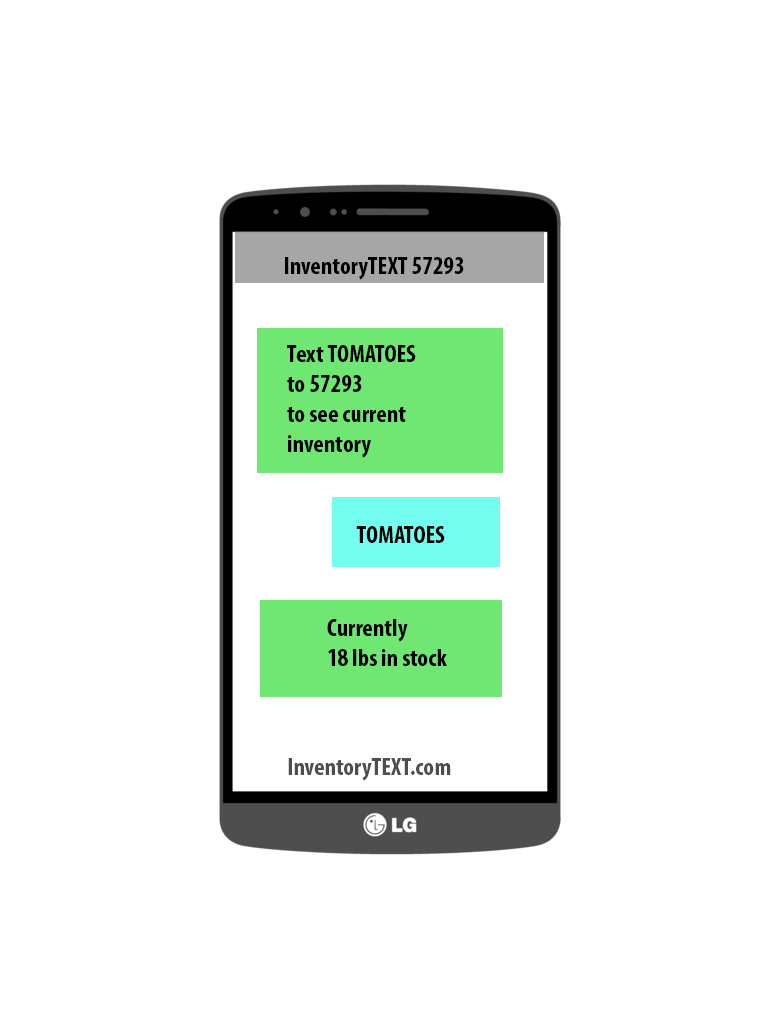 InventoryTEXT 57293
Text TOMATOES
to 57293
to see current
inventory
TOMATOES
Currently
18 lbs in stock
InventoryTEXT.com
LG